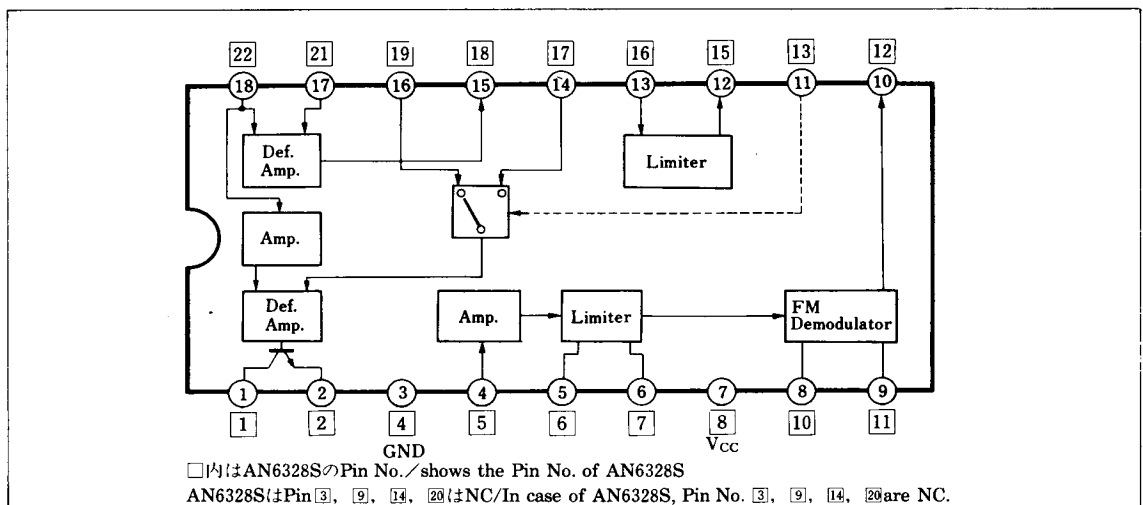 22 21 19 18 17 16 15 13 12
18 17 16 15 14 13 12 11 10
Def.
Amp.
Limiter
Amp.
Def.
Amp.
Amp.
Limiter
FM
Demodulator
1 2 3 4 5 6 7 8 9
1 2 4 5 6 7 8 10 11
GND
VCC
□内はAN6328SのPin No./shows the Pin No. of AN6328S
AN6328SはPin 3, 9, 14, 20はNC/In case of AN6328S, Pin No. 3, 9, 14, 20 are NC.